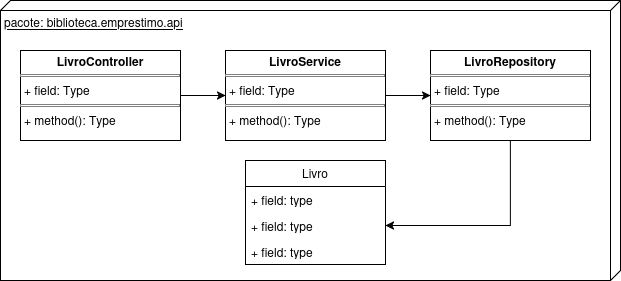 pacote: biblioteca.emprestimo.api
LivroController
+ field: Type
+ method(): Type
LivroService
+ field: Type
+ method(): Type
LivroRepository
+ field: Type
+ method(): Type
Livro
+ field: type
+ field: type
+ field: type